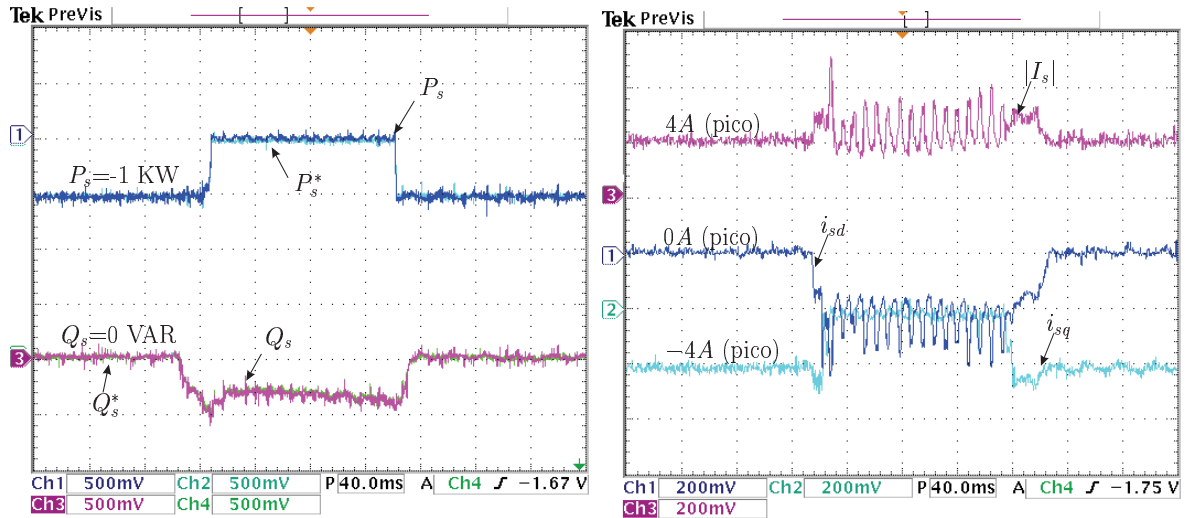 Tek PreVis
P_s
1
P_s=-1 KW
P_s^*
Q_s=0 VAR
Q_s
3
Q_s^*
Ch1 500mV Ch2 500mV P 40.0ms A Ch4 ƒ -1.67 V
Ch3 500mV Ch4 500mV
Tek PreVis
|I_s|
4A (pico)
3
0A (pico)
i_sd
1
2
-4A (pico)
i_sq
Ch1 200mV Ch2 200mV P 40.0ms A Ch4 ƒ -1.75 V
Ch3 200mV